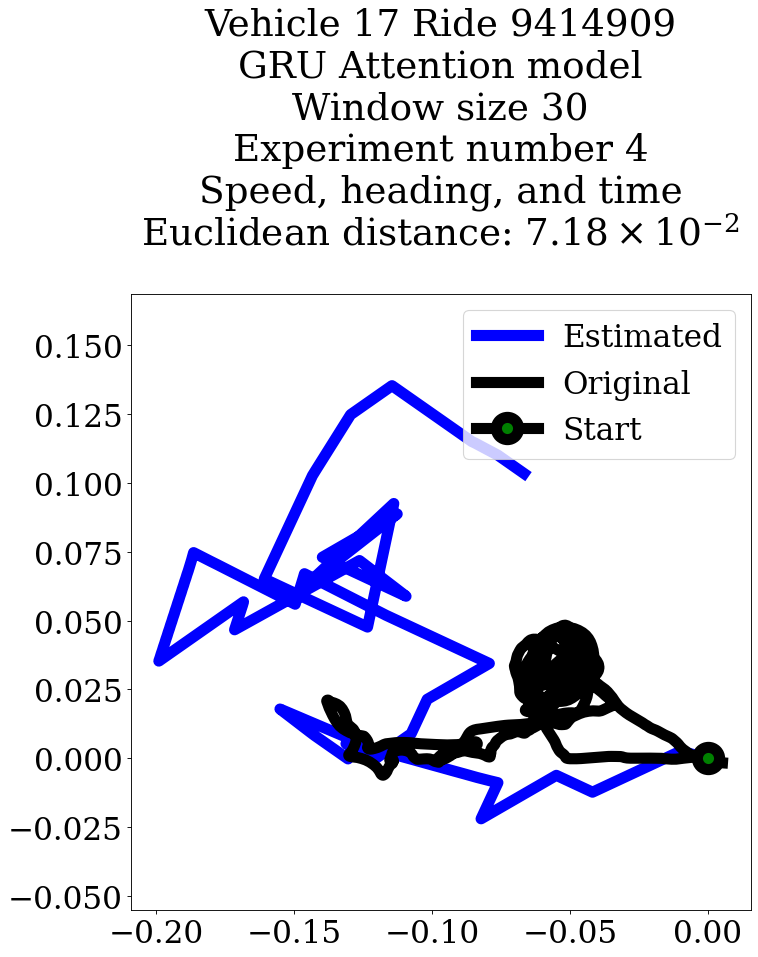 Vehicle 17 Ride 9414909
GRU Attention model
Window size 30
Experiment number 4
Speed, heading, and time
Euclidean distance: 7.18 × 10⁻²
Estimated
Original
Start
0.150
0.125
0.100
0.075
0.050
0.025
0.000
−0.025
−0.050
−0.20 −0.15 −0.10 −0.05 0.00